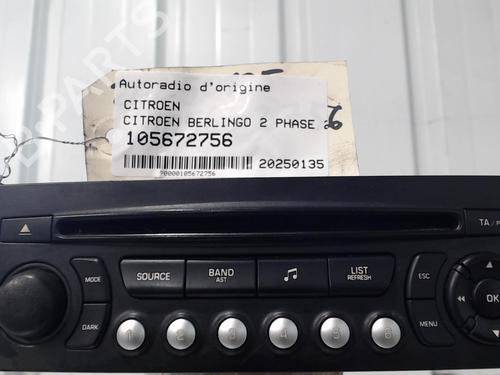 Autoradio d'origine
CITROEN
CITROEN BERLINGO 2 PHASE 2
105672756
20250135
70000105672756
TA
MODE
SOURCE
BAND
AST
LIST
REFRESH
ESC
OK
DARK
MENU
1
2
3
4
5
6